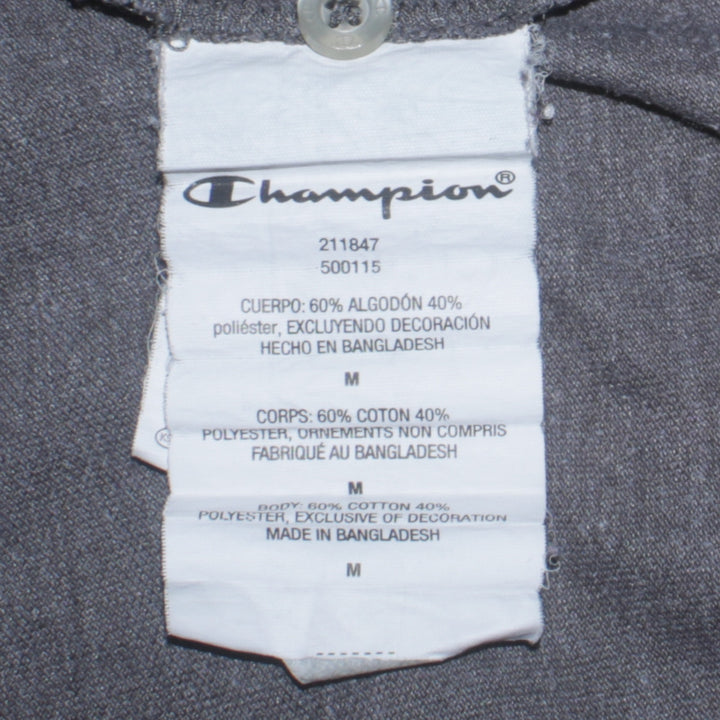 Champion®
211847
500115
CUERPO: 60% ALGODÓN 40%
poliéster, EXCLUYENDO DECORACIÓN
HECHO EN BANGLADESH
M
CORPS: 60% COTON 40%
POLYESTER, ORNEMENTS NON COMPRIS
FABRIQUÉ AU BANGLADESH
M
BODY: 60% COTTON 40%
POLYESTER, EXCLUSIVE OF DECORATION
MADE IN BANGLADESH
M